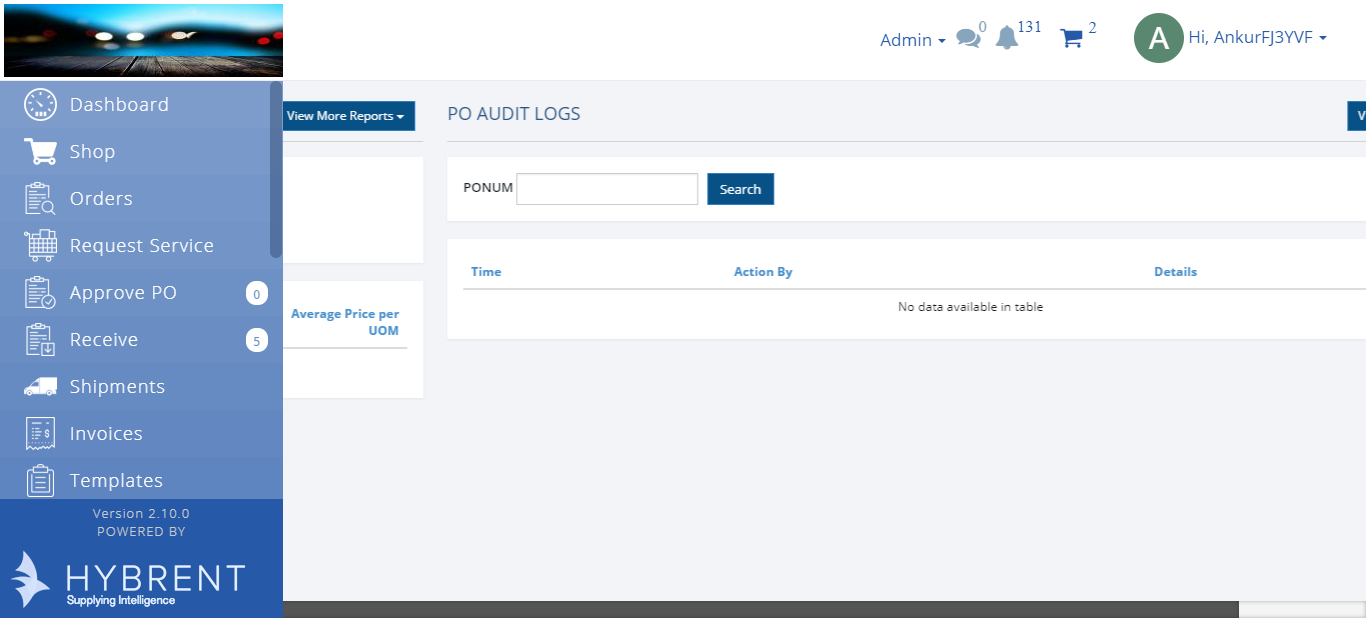 Admin
0
131
2
A
Hi, AnkurFJ3YVF
Dashboard
Shop
Orders
Request Service
Approve PO
0
Receive
5
Shipments
Invoices
Templates
Version 2.10.0
POWERED BY
HYBRENT
Supplying Intelligence
View More Reports
Average Price per
UOM
PO AUDIT LOGS
V
PONUM
Search
Time
Action By
Details
No data available in table